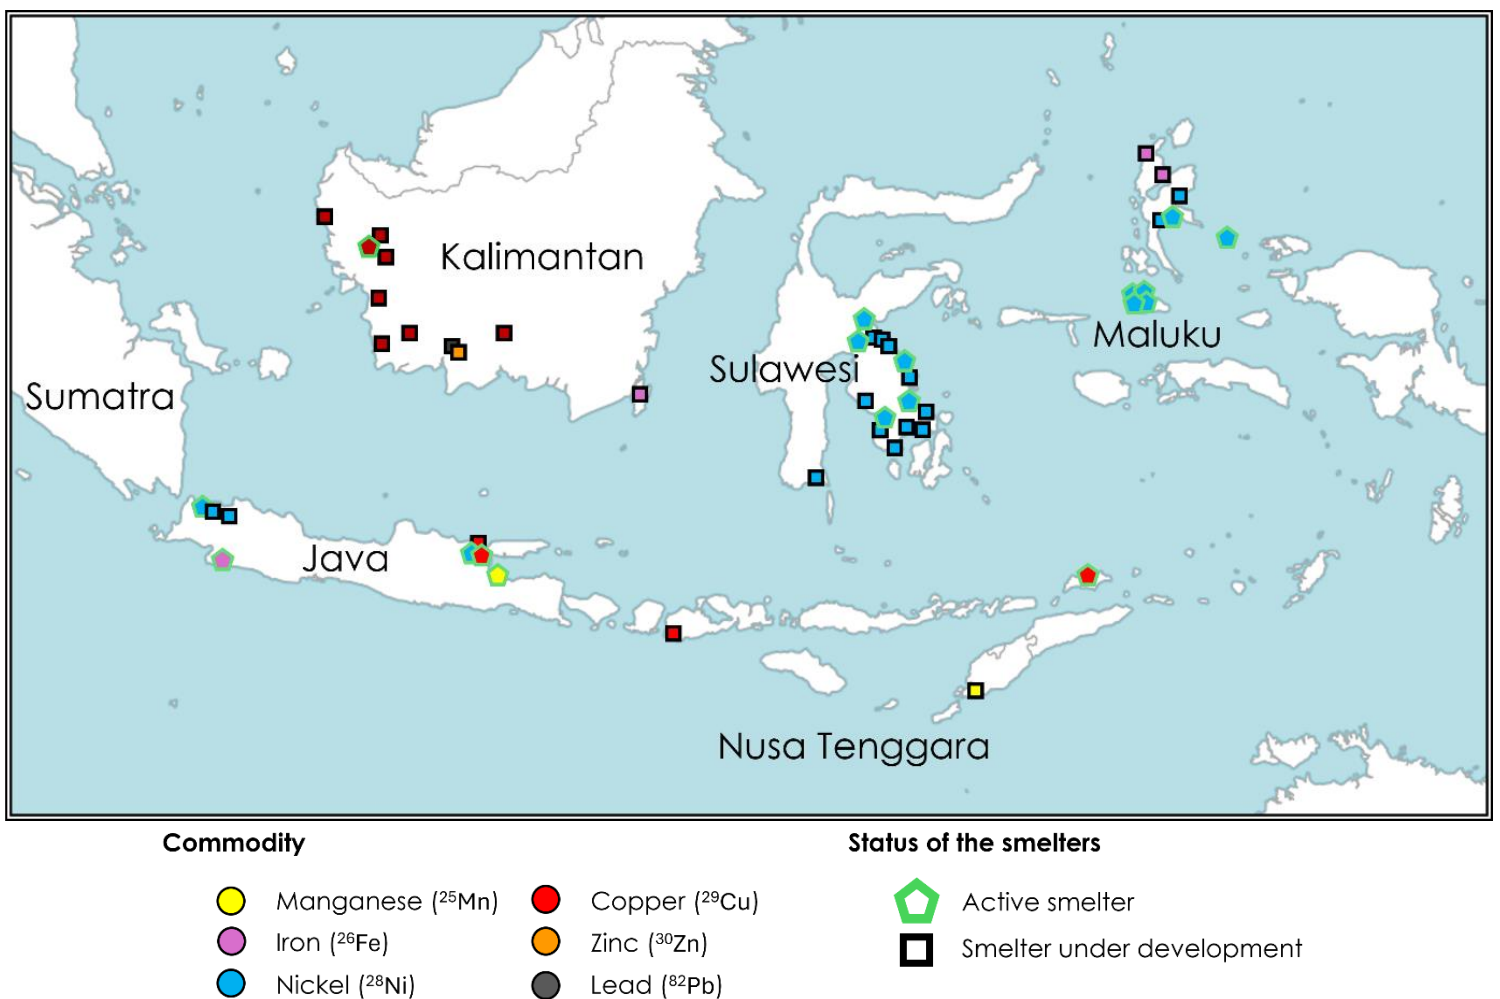 Kalimantan
Maluku
Sulawesi
Sumatra
Java
Nusa Tenggara
Commodity
Manganese (²⁵Mn)
Iron (²⁶Fe)
Nickel (²⁸Ni)
Copper (²⁹Cu)
Zinc (³⁰Zn)
Lead (⁸²Pb)
Status of the smelters
Active smelter
Smelter under development